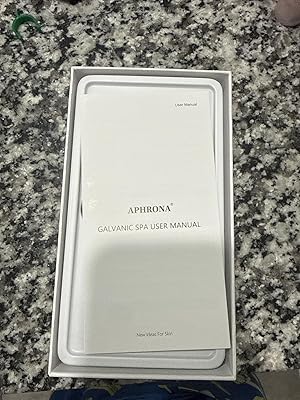 User Manual
APHRONA®
GALVANIC SPA USER MANUAL
New Ideas For Skin